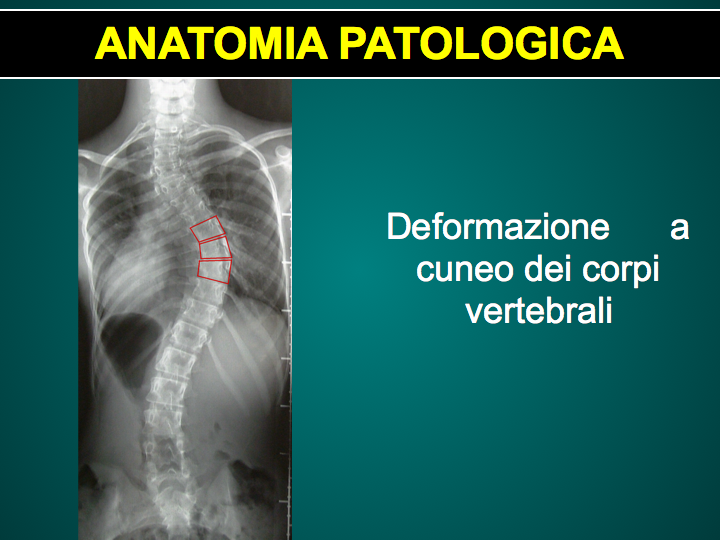 ANATOMIA PATOLOGICA
Deformazione a
cuneo dei corpi
vertebrali